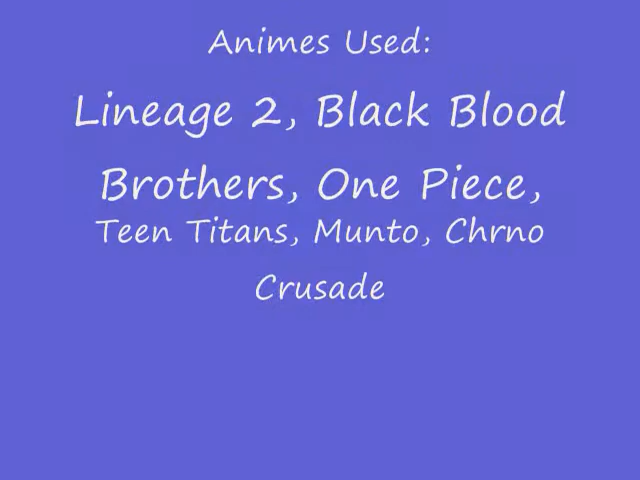 Animes Used:
Lineage 2, Black Blood
Brothers, One Piece,
Teen Titans, Munto, Chrno
Crusade